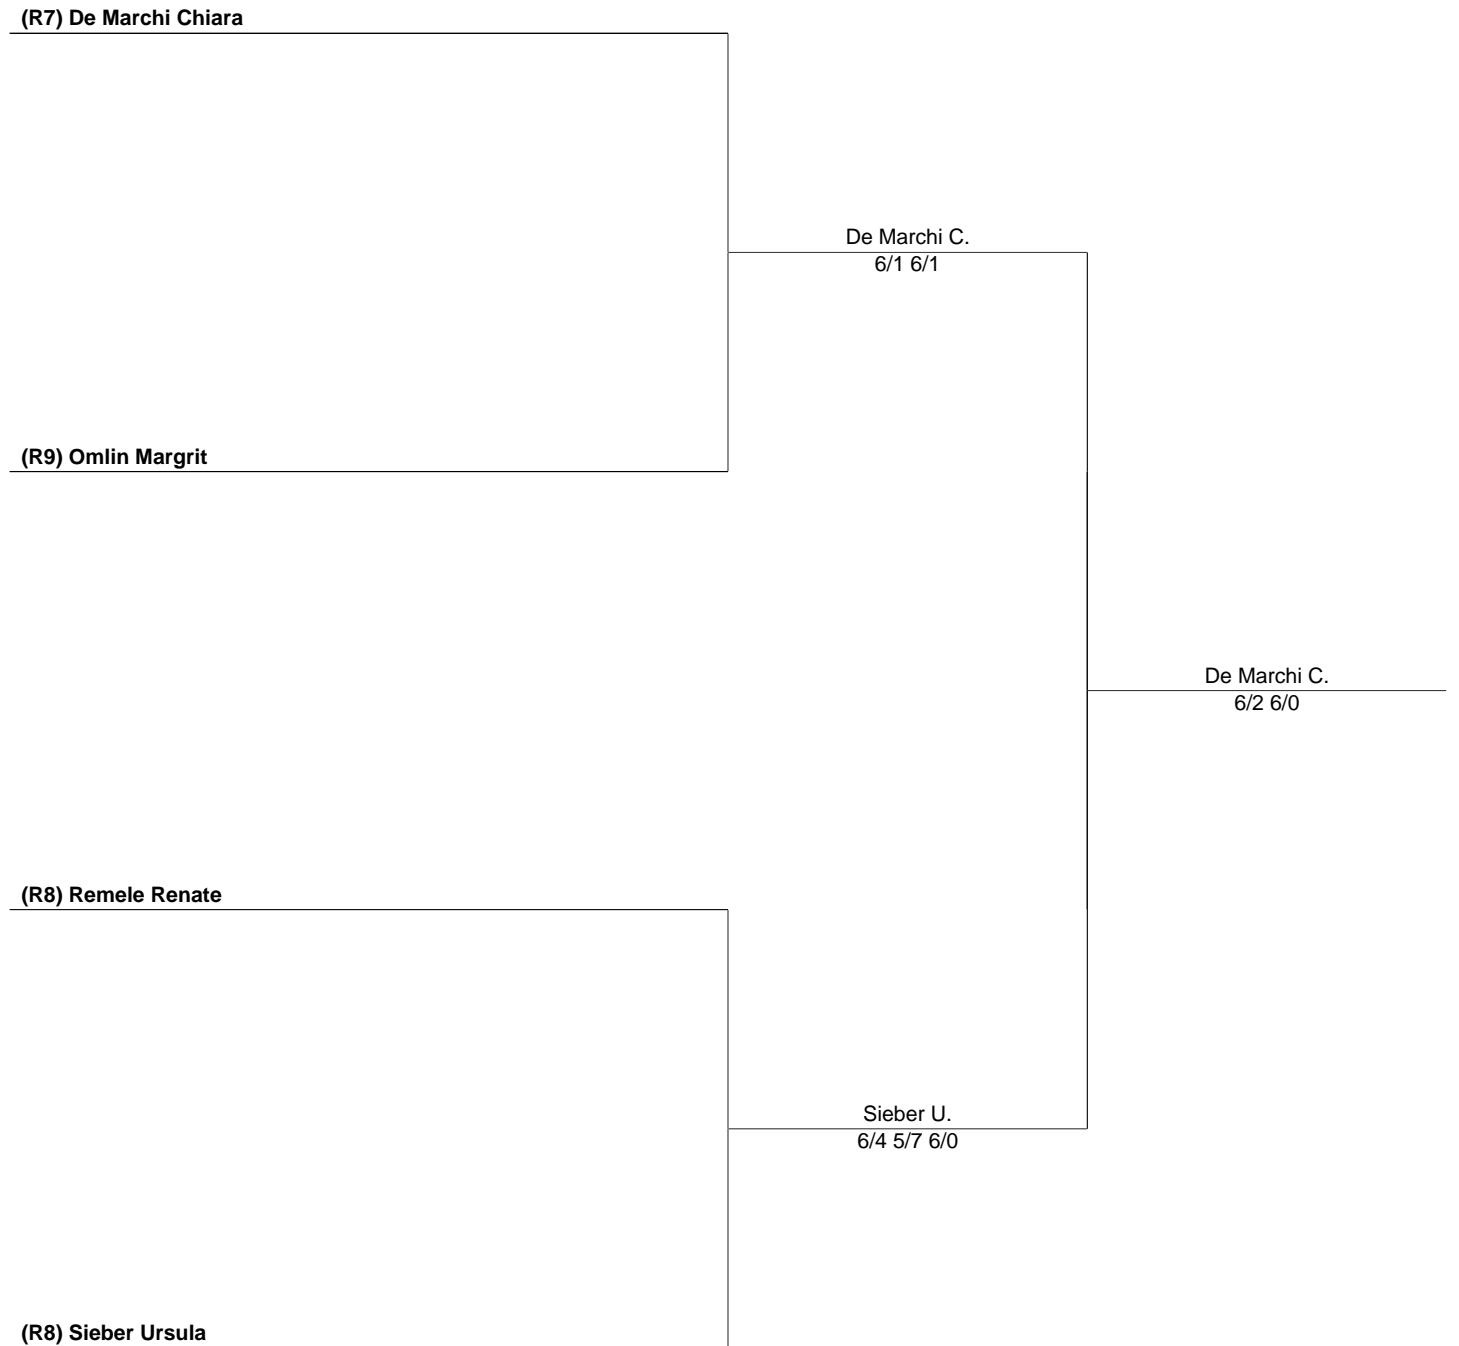 (R7) De Marchi Chiara
De Marchi C.
6/1 6/1
(R9) Omlin Margrit
De Marchi C.
6/2 6/0
(R8) Remele Renate
Sieber U.
6/4 5/7 6/0
(R8) Sieber Ursula